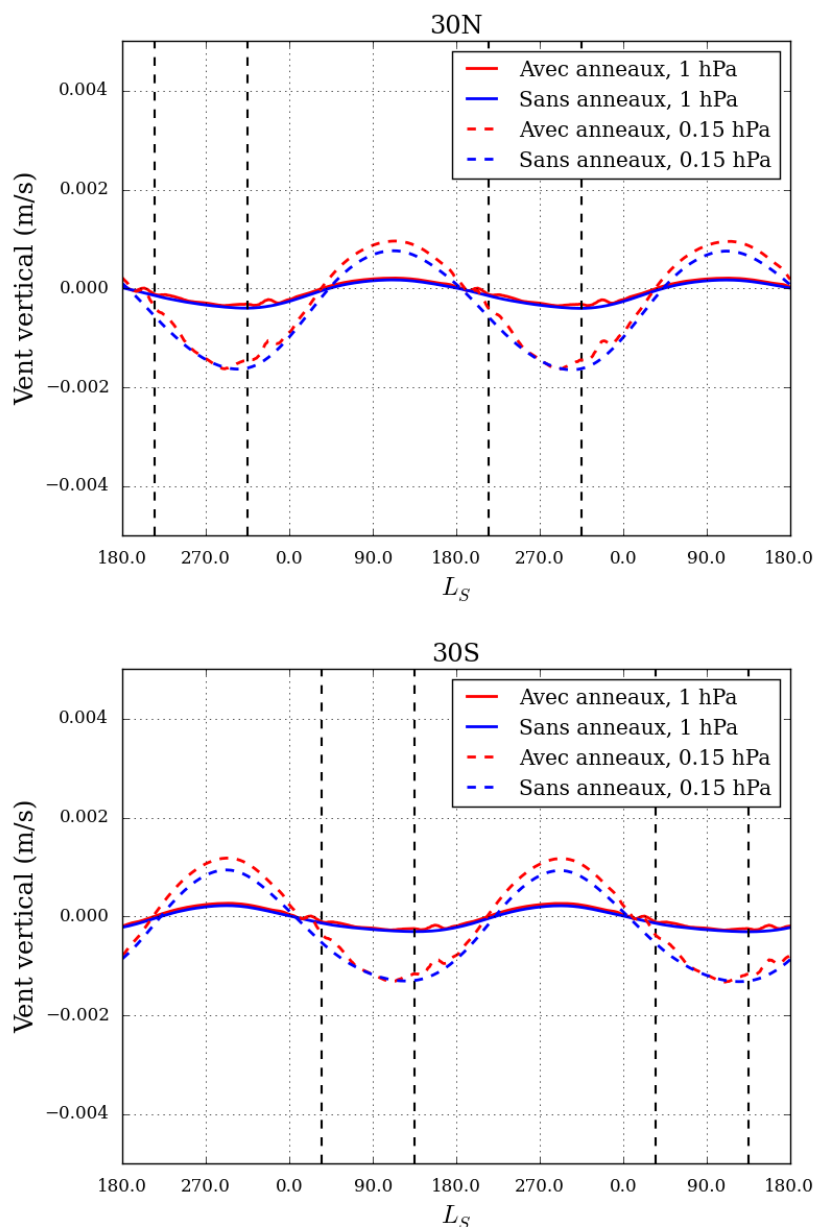 30N
Avec anneaux, 1 hPa
Sans anneaux, 1 hPa
Avec anneaux, 0.15 hPa
Sans anneaux, 0.15 hPa
Vent vertical (m/s)
0.004
0.002
0.000
−0.002
−0.004
180.0 270.0 0.0 90.0 180.0 270.0 0.0 90.0 180.0
L_S
30S
Avec anneaux, 1 hPa
Sans anneaux, 1 hPa
Avec anneaux, 0.15 hPa
Sans anneaux, 0.15 hPa
Vent vertical (m/s)
0.004
0.002
0.000
−0.002
−0.004
180.0 270.0 0.0 90.0 180.0 270.0 0.0 90.0 180.0
L_S